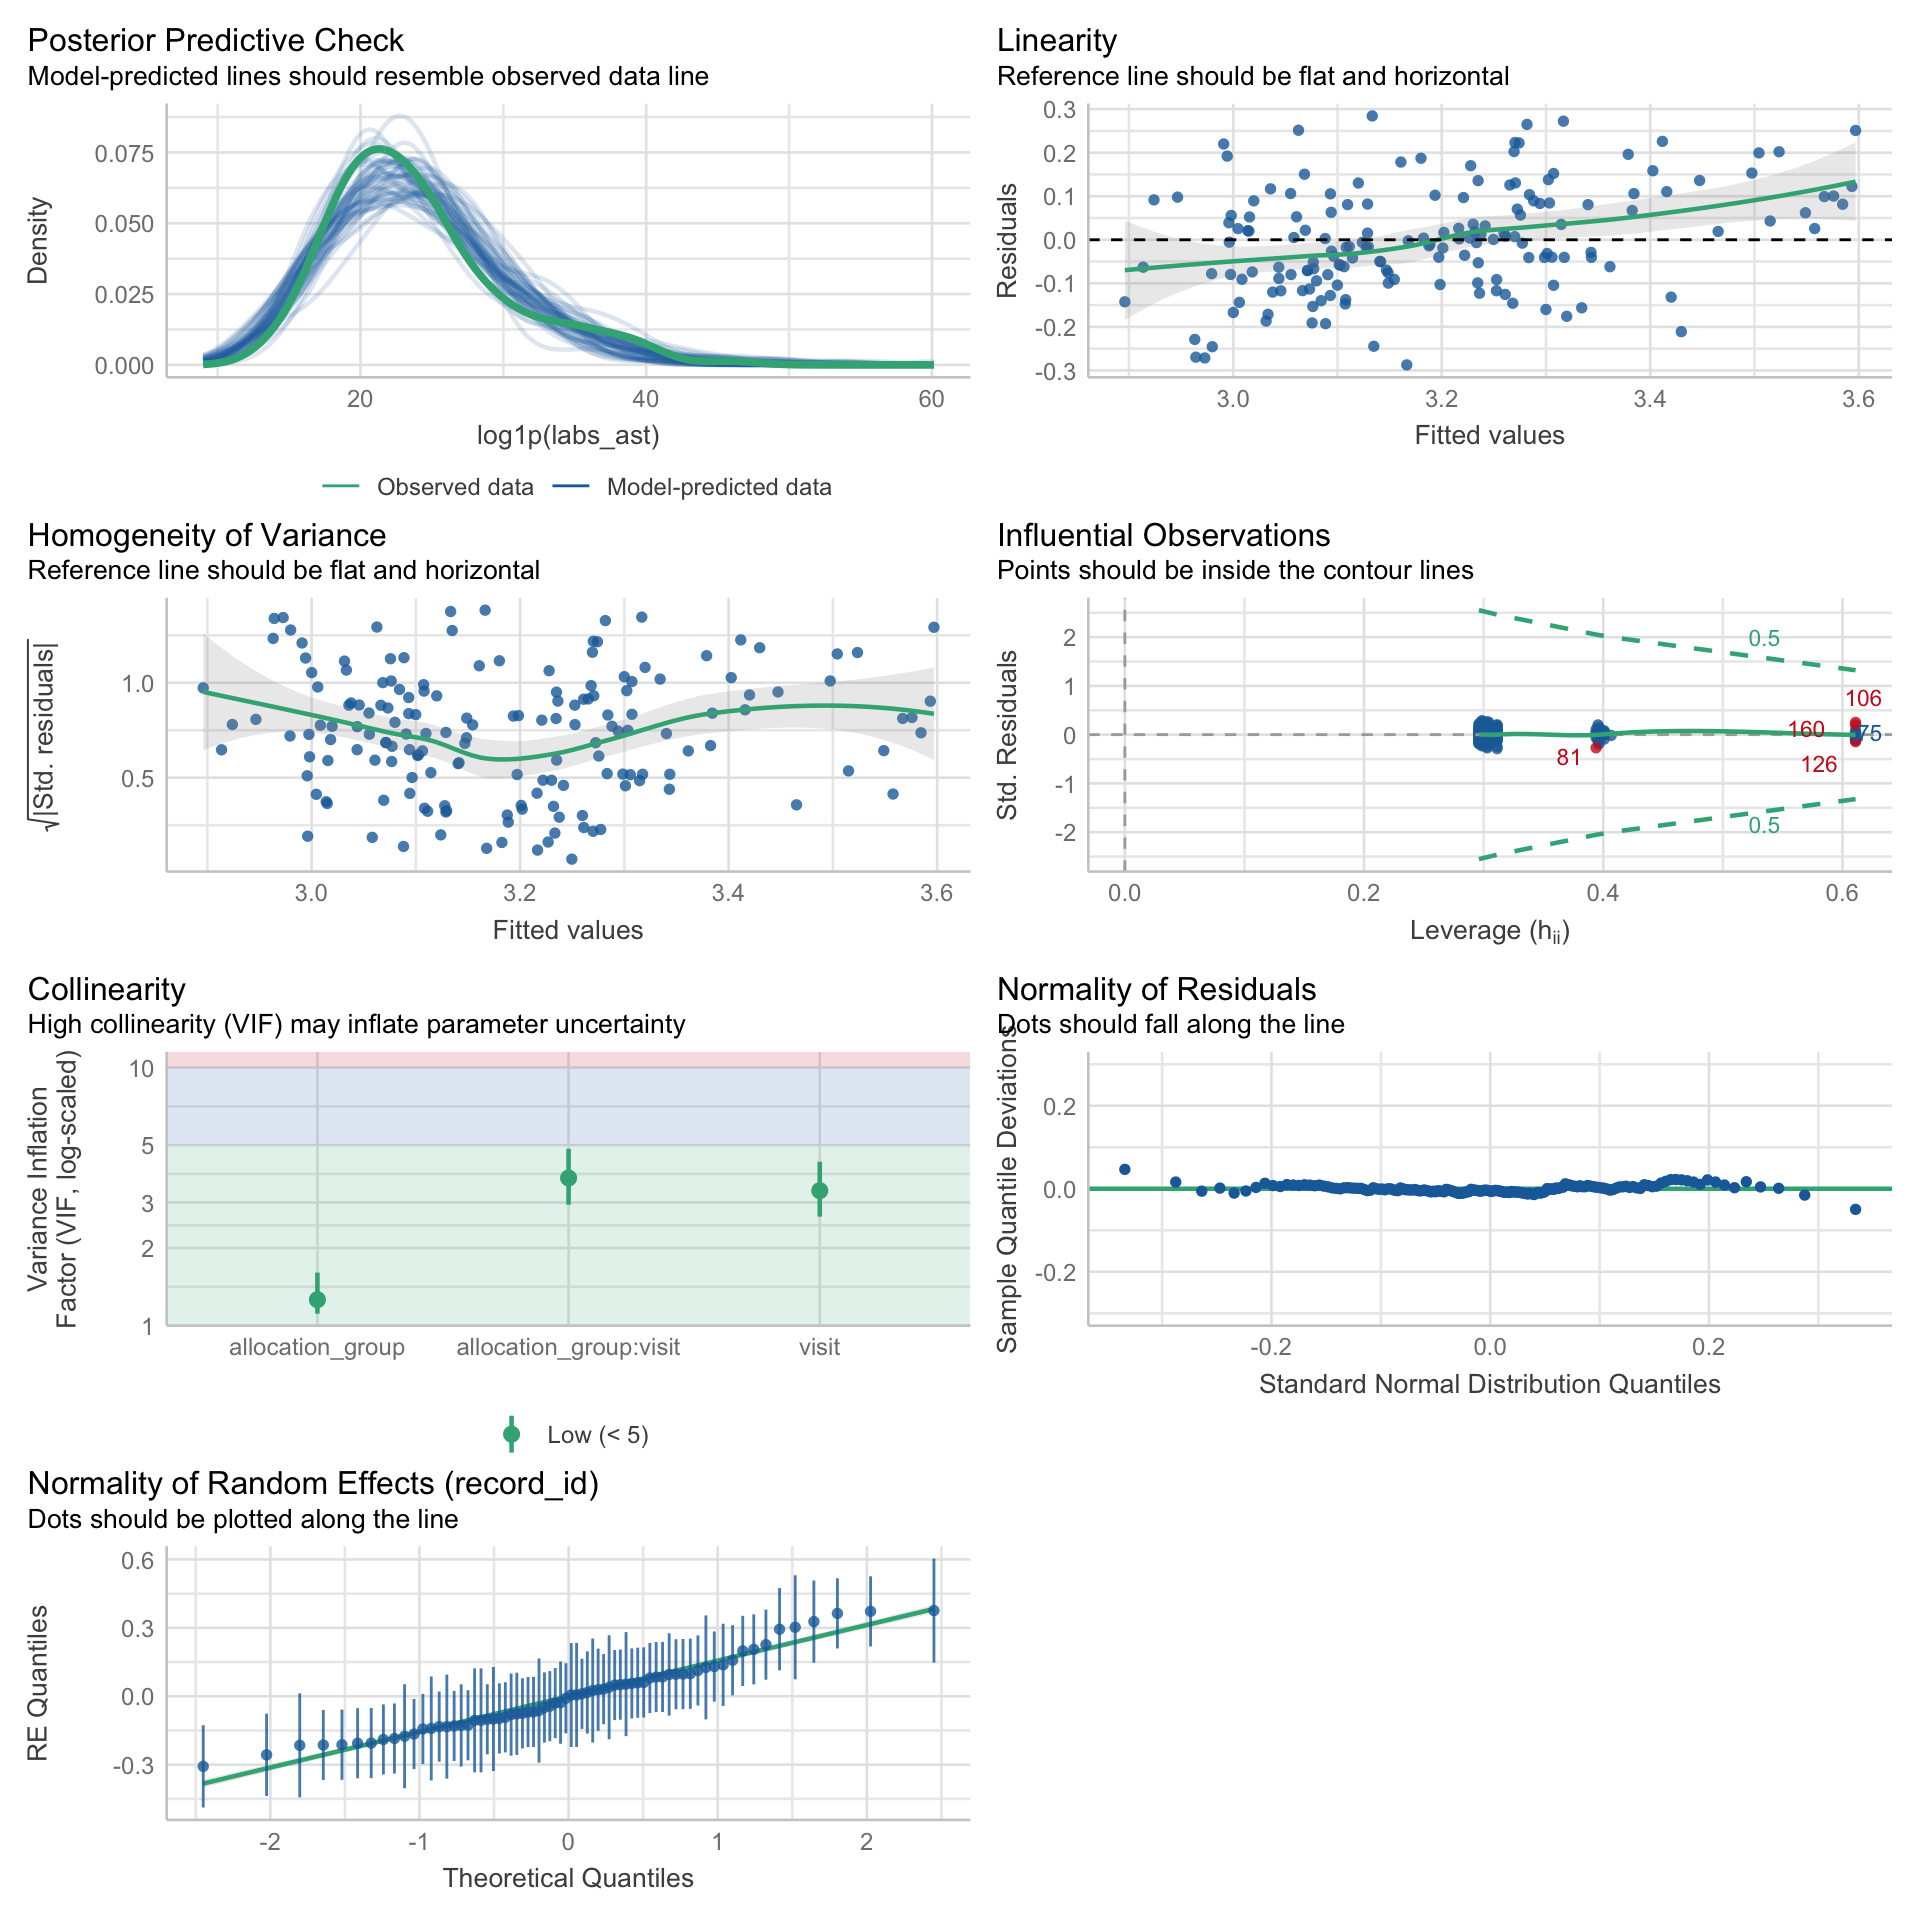 Posterior Predictive Check
Model-predicted lines should resemble observed data line
Density
0.075
0.050
0.025
0.000
20
40
60
log1p(labs_ast)
Observed data
Model-predicted data
Linearity
Reference line should be flat and horizontal
Residuals
0.3
0.2
0.1
0.0
-0.1
-0.2
-0.3
3.0
3.2
3.4
3.6
Fitted values
Homogeneity of Variance
Reference line should be flat and horizontal
√|Std. residuals|
1.0
0.5
3.0
3.2
3.4
3.6
Fitted values
Influential Observations
Points should be inside the contour lines
Std. Residuals
2
1
0
-1
-2
0.5
106
160
75
81
126
0.5
0.0
0.2
0.4
0.6
Leverage (hᵢᵢ)
Collinearity
High collinearity (VIF) may inflate parameter uncertainty
Variance Inflation
Factor (VIF, log-scaled)
10
5
3
2
1
allocation_group
allocation_group:visit
visit
Low (< 5)
Normality of Residuals
Dots should fall along the line
Sample Quantile Deviations
0.2
0.0
-0.2
-0.2
0.0
0.2
Standard Normal Distribution Quantiles
Normality of Random Effects (record_id)
Dots should be plotted along the line
RE Quantiles
0.6
0.3
0.0
-0.3
-2
-1
0
1
2
Theoretical Quantiles